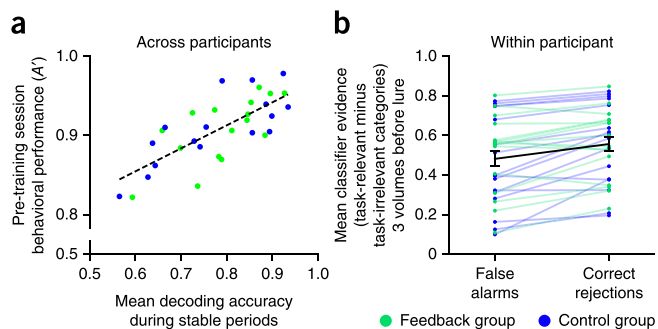 a
Across participants
Pre-training session
behavioral performance (A′)
1.0
0.9
0.8
0.5
0.5 0.6 0.7 0.8 0.9 1.0
Mean decoding accuracy
during stable periods
b
Within participant
Mean classifier evidence
(task-relevant minus
task-irrelevant categories)
3 volumes before lure
1.0
0.8
0.6
0.4
0.2
0
False
alarms
Correct
rejections
Feedback group
Control group